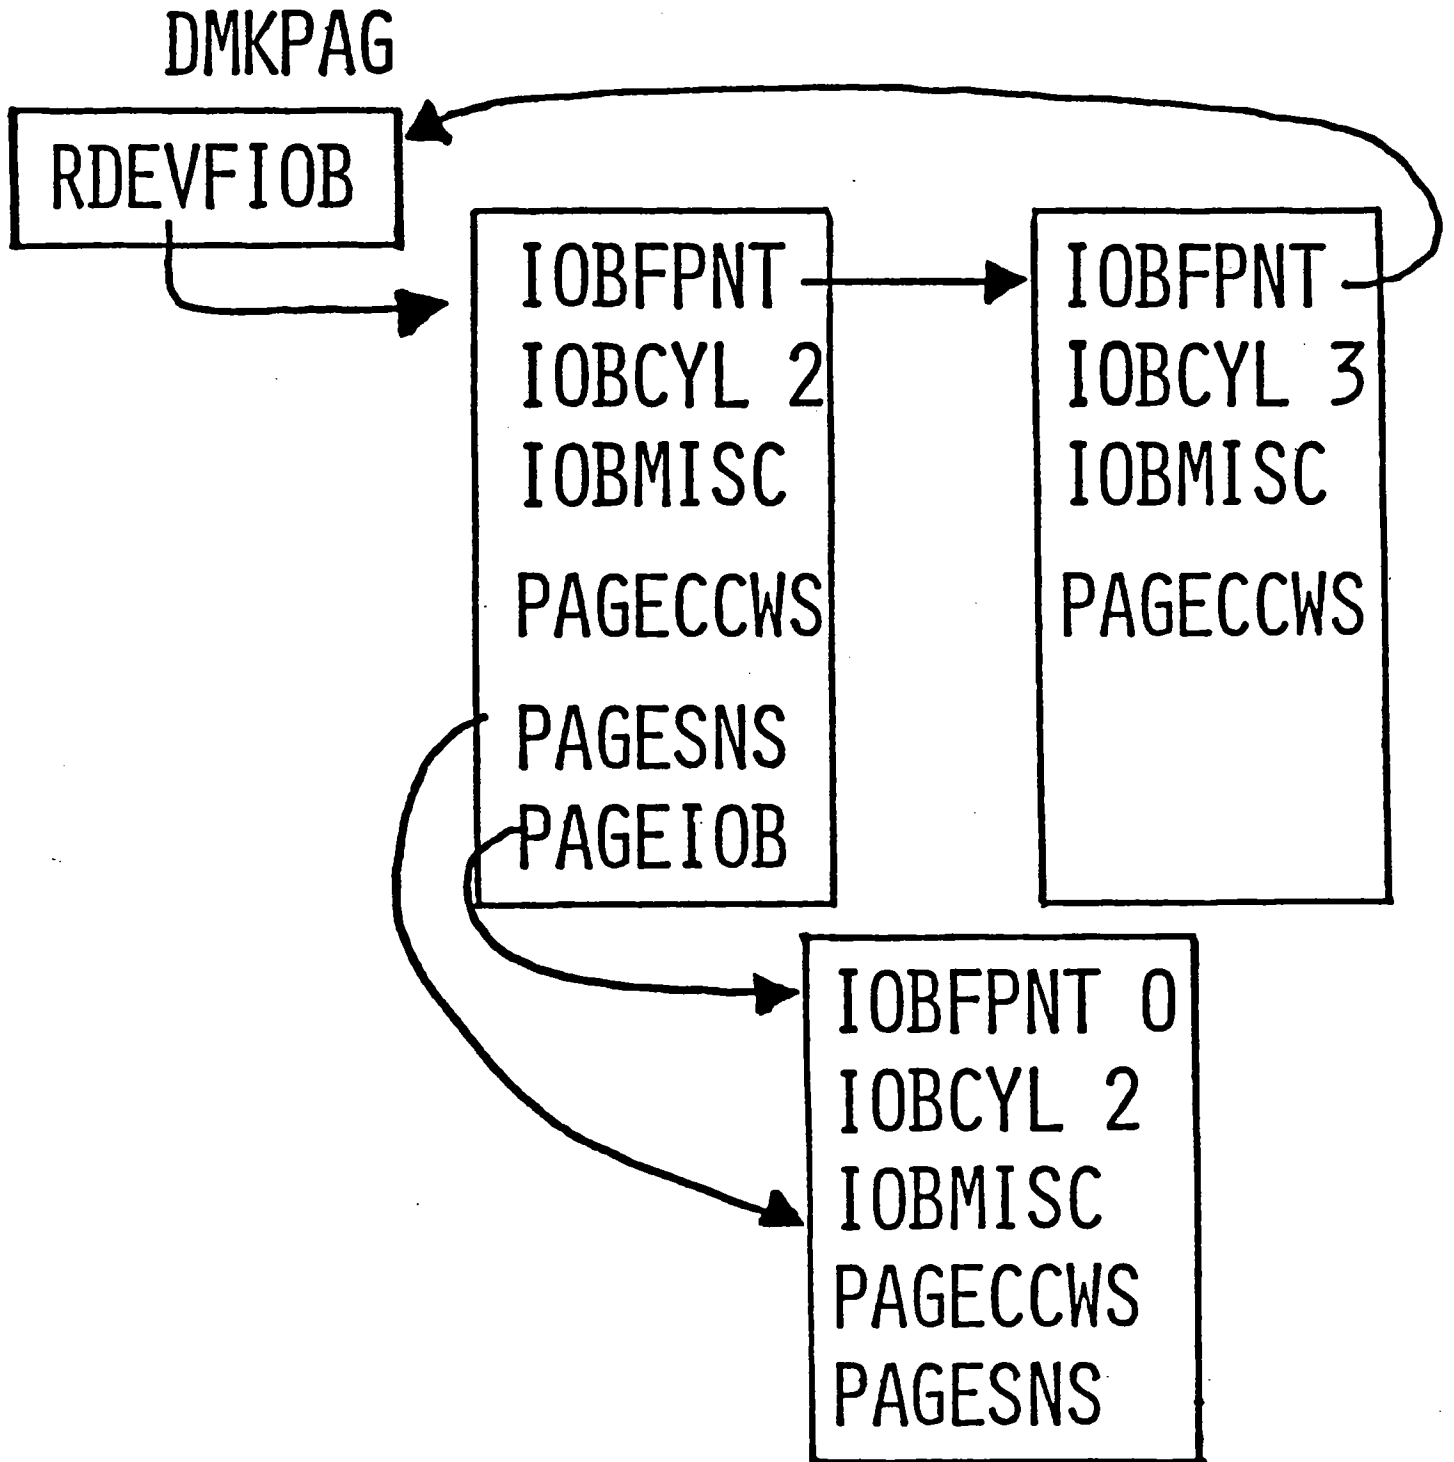 DMKPAG
RDEVFIOB
IOBFPNT
IOBCYL 2
IOBMISC
PAGECCWS
PAGESNS
PAGEIOB
IOBFPNT
IOBCYL 3
IOBMISC
PAGECCWS
IOBFPNT 0
IOBCYL 2
IOBMISC
PAGECCWS
PAGESNS